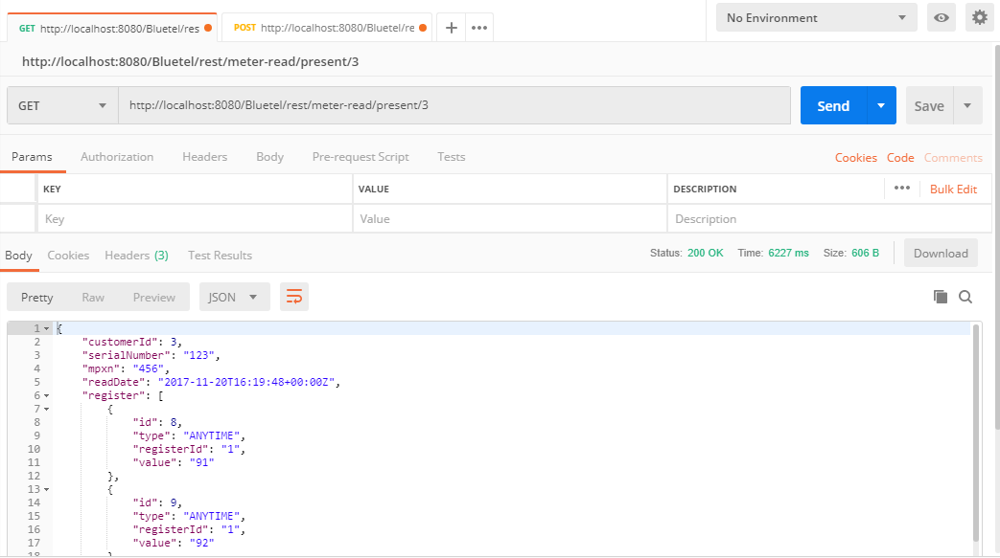 GET http://localhost:8080/Bluetel/res POST http://localhost:8080/Bluetel/re + ••• No Environment
http://localhost:8080/Bluetel/rest/meter-read/present/3
GET http://localhost:8080/Bluetel/rest/meter-read/present/3 Send Save
Params Authorization Headers Body Pre-request Script Tests Cookies Code Comments
KEY VALUE DESCRIPTION ••• Bulk Edit
Key Value Description
Body Cookies Headers (3) Test Results Status: 200 OK Time: 6227 ms Size: 606 B Download
Pretty Raw Preview JSON
1 {
2 "customerId": 3,
3 "serialNumber": "123",
4 "mpxn": "456",
5 "readDate": "2017-11-20T16:19:48+00:00Z",
6 "register": [
7 {
8 "id": 8,
9 "type": "ANYTIME",
10 "registerId": "1",
11 "value": "91"
12 },
13 {
14 "id": 9,
15 "type": "ANYTIME",
16 "registerId": "1",
17 "value": "92"
18 }